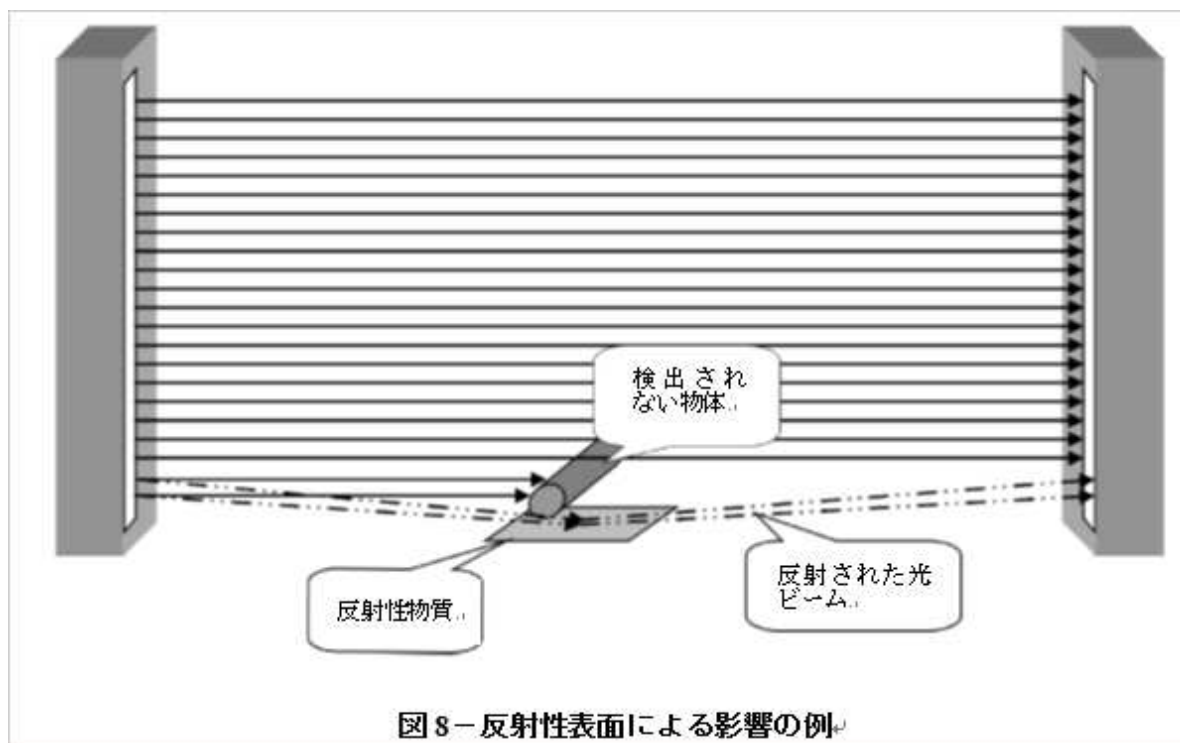 検出され
ない物体
反射性物質
反射された光
ビーム
図8－反射性表面による影響の例